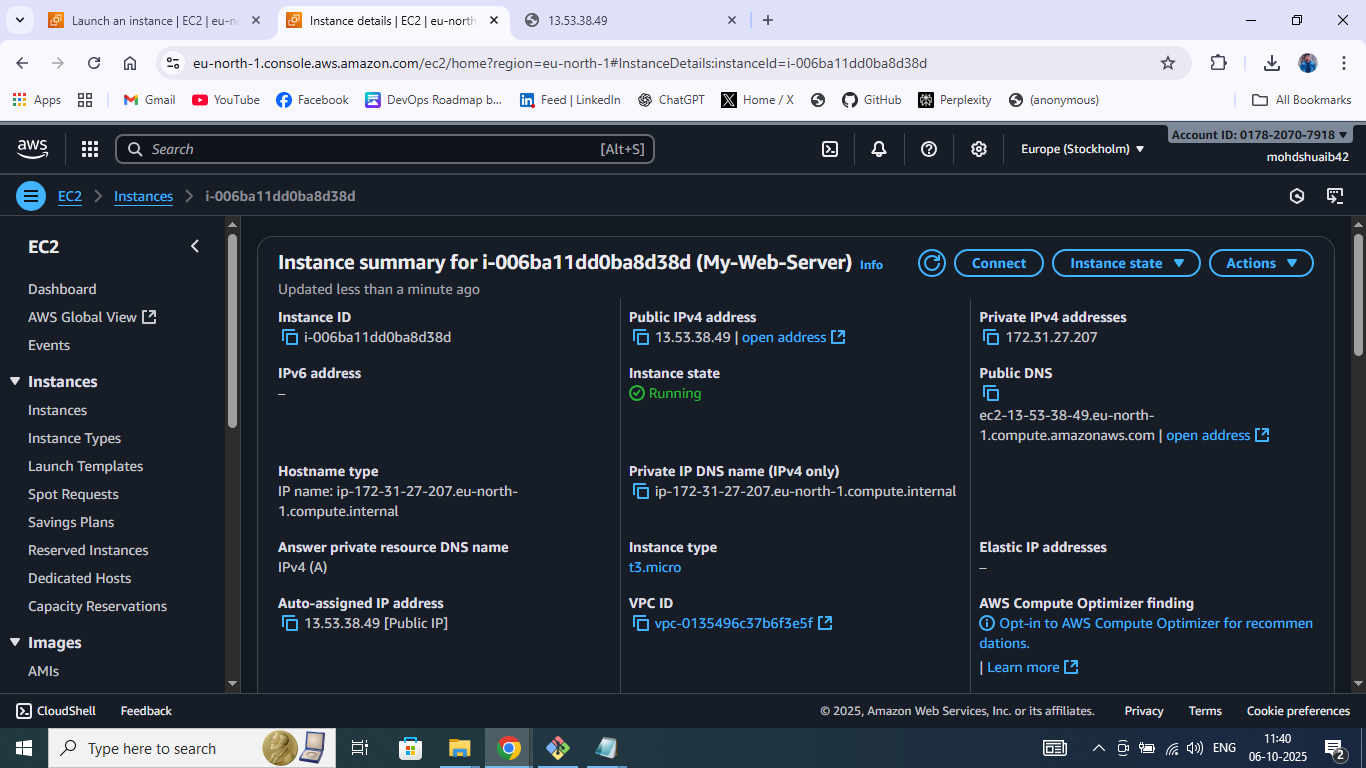 Launch an instance | EC2 | eu-no
Instance details | EC2 | eu-north
13.53.38.49
eu-north-1.console.aws.amazon.com/ec2/home?region=eu-north-1#InstanceDetails:instanceId=i-006ba11dd0ba8d38d
Apps
Gmail
YouTube
Facebook
DevOps Roadmap b...
Feed | LinkedIn
ChatGPT
Home / X
GitHub
Perplexity
(anonymous)
All Bookmarks
aws
Search
[Alt+S]
Europe (Stockholm)
Account ID: 0178-2070-7918
mohdshuaib42
EC2
Instances
i-006ba11dd0ba8d38d
EC2
Dashboard
AWS Global View
Events
Instances
Instances
Instance Types
Launch Templates
Spot Requests
Savings Plans
Reserved Instances
Dedicated Hosts
Capacity Reservations
Images
AMIs
Instance summary for i-006ba11dd0ba8d38d (My-Web-Server) Info
Connect
Instance state
Actions
Updated less than a minute ago
Instance ID
i-006ba11dd0ba8d38d
Public IPv4 address
13.53.38.49 | open address
Private IPv4 addresses
172.31.27.207
IPv6 address
–
Instance state
Running
Public DNS
ec2-13-53-38-49.eu-north-
1.compute.amazonaws.com | open address
Hostname type
IP name: ip-172-31-27-207.eu-north-
1.compute.internal
Private IP DNS name (IPv4 only)
ip-172-31-27-207.eu-north-1.compute.internal
Answer private resource DNS name
IPv4 (A)
Instance type
t3.micro
Elastic IP addresses
–
Auto-assigned IP address
13.53.38.49 [Public IP]
VPC ID
vpc-0135496c37b6f3e5f
AWS Compute Optimizer finding
Opt-in to AWS Compute Optimizer for recommen
dations.
| Learn more
CloudShell
Feedback
© 2025, Amazon Web Services, Inc. or its affiliates.
Privacy
Terms
Cookie preferences
Type here to search
ENG
11:40
06-10-2025
2